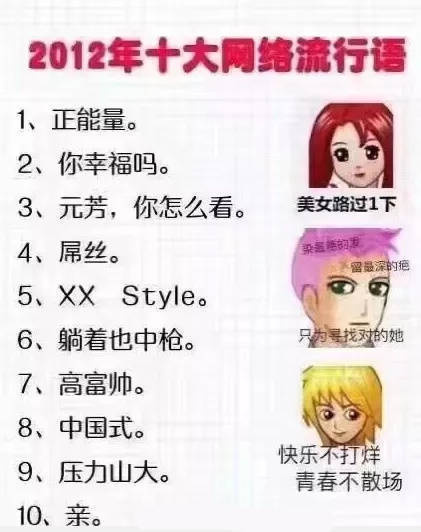 2012年十大网络流行语
1、正能量。
2、你幸福吗。
3、元芳，你怎么看。
4、屌丝。
5、XX Style。
6、躺着也中枪。
7、高富帅。
8、中国式。
9、压力山大。
10、亲。
美女路过1下
染最艳的发
留最深的疤
只为寻找对的她
快乐不打烊
青春不散场